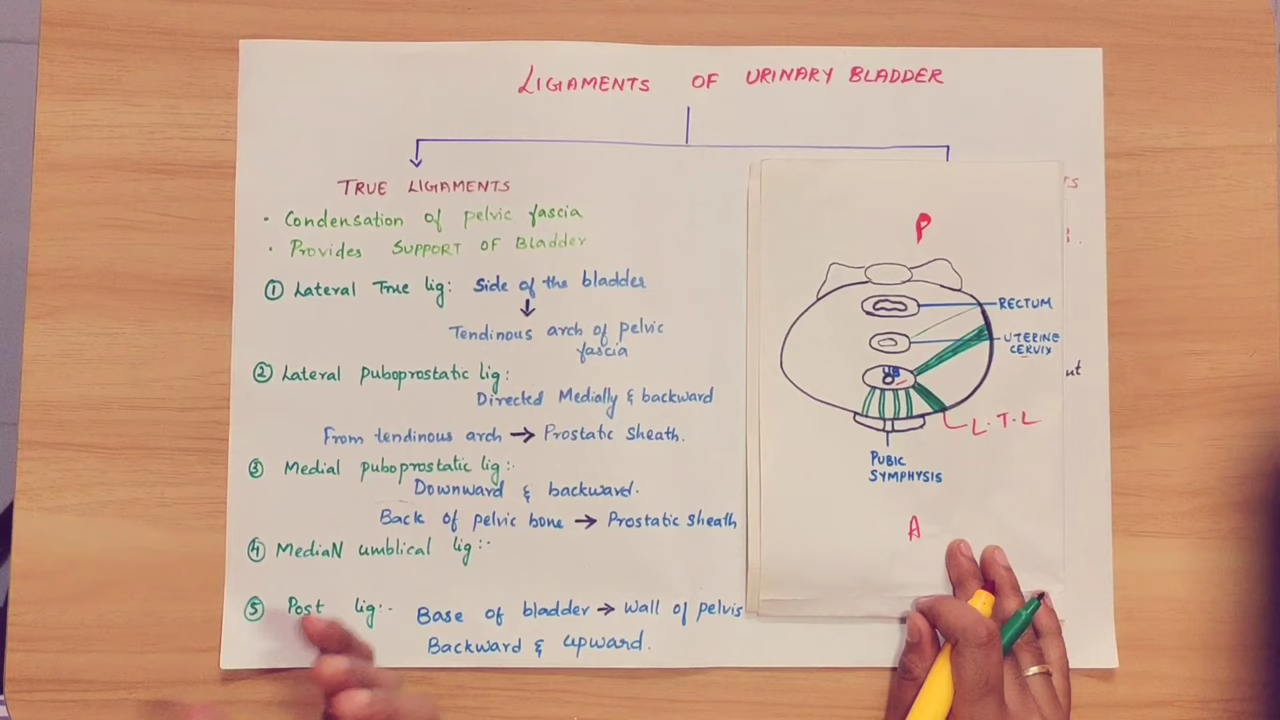 LIGAMENTS OF URINARY BLADDER
TRUE LIGAMENTS
• Condensation of pelvic fascia
• Provides SUPPORT OF Bladder
① Lateral True lig: Side of the bladder
↓
Tendinous arch of pelvic
fascia
② Lateral puboprostatic lig:
Directed Medially & backward
From tendinous arch → Prostatic Sheath.
③ Medial puboprostatic lig:-
Downward & backward.
Back of pelvic bone → Prostatic Sheath
④ MediaN umblical lig:-
⑤ Post lig:- Base of bladder → Wall of pelvis
Backward & upward.
P
RECTUM
UTERINE
CERVIX
UB
L.T.L
PUBIC
SYMPHYSIS
A